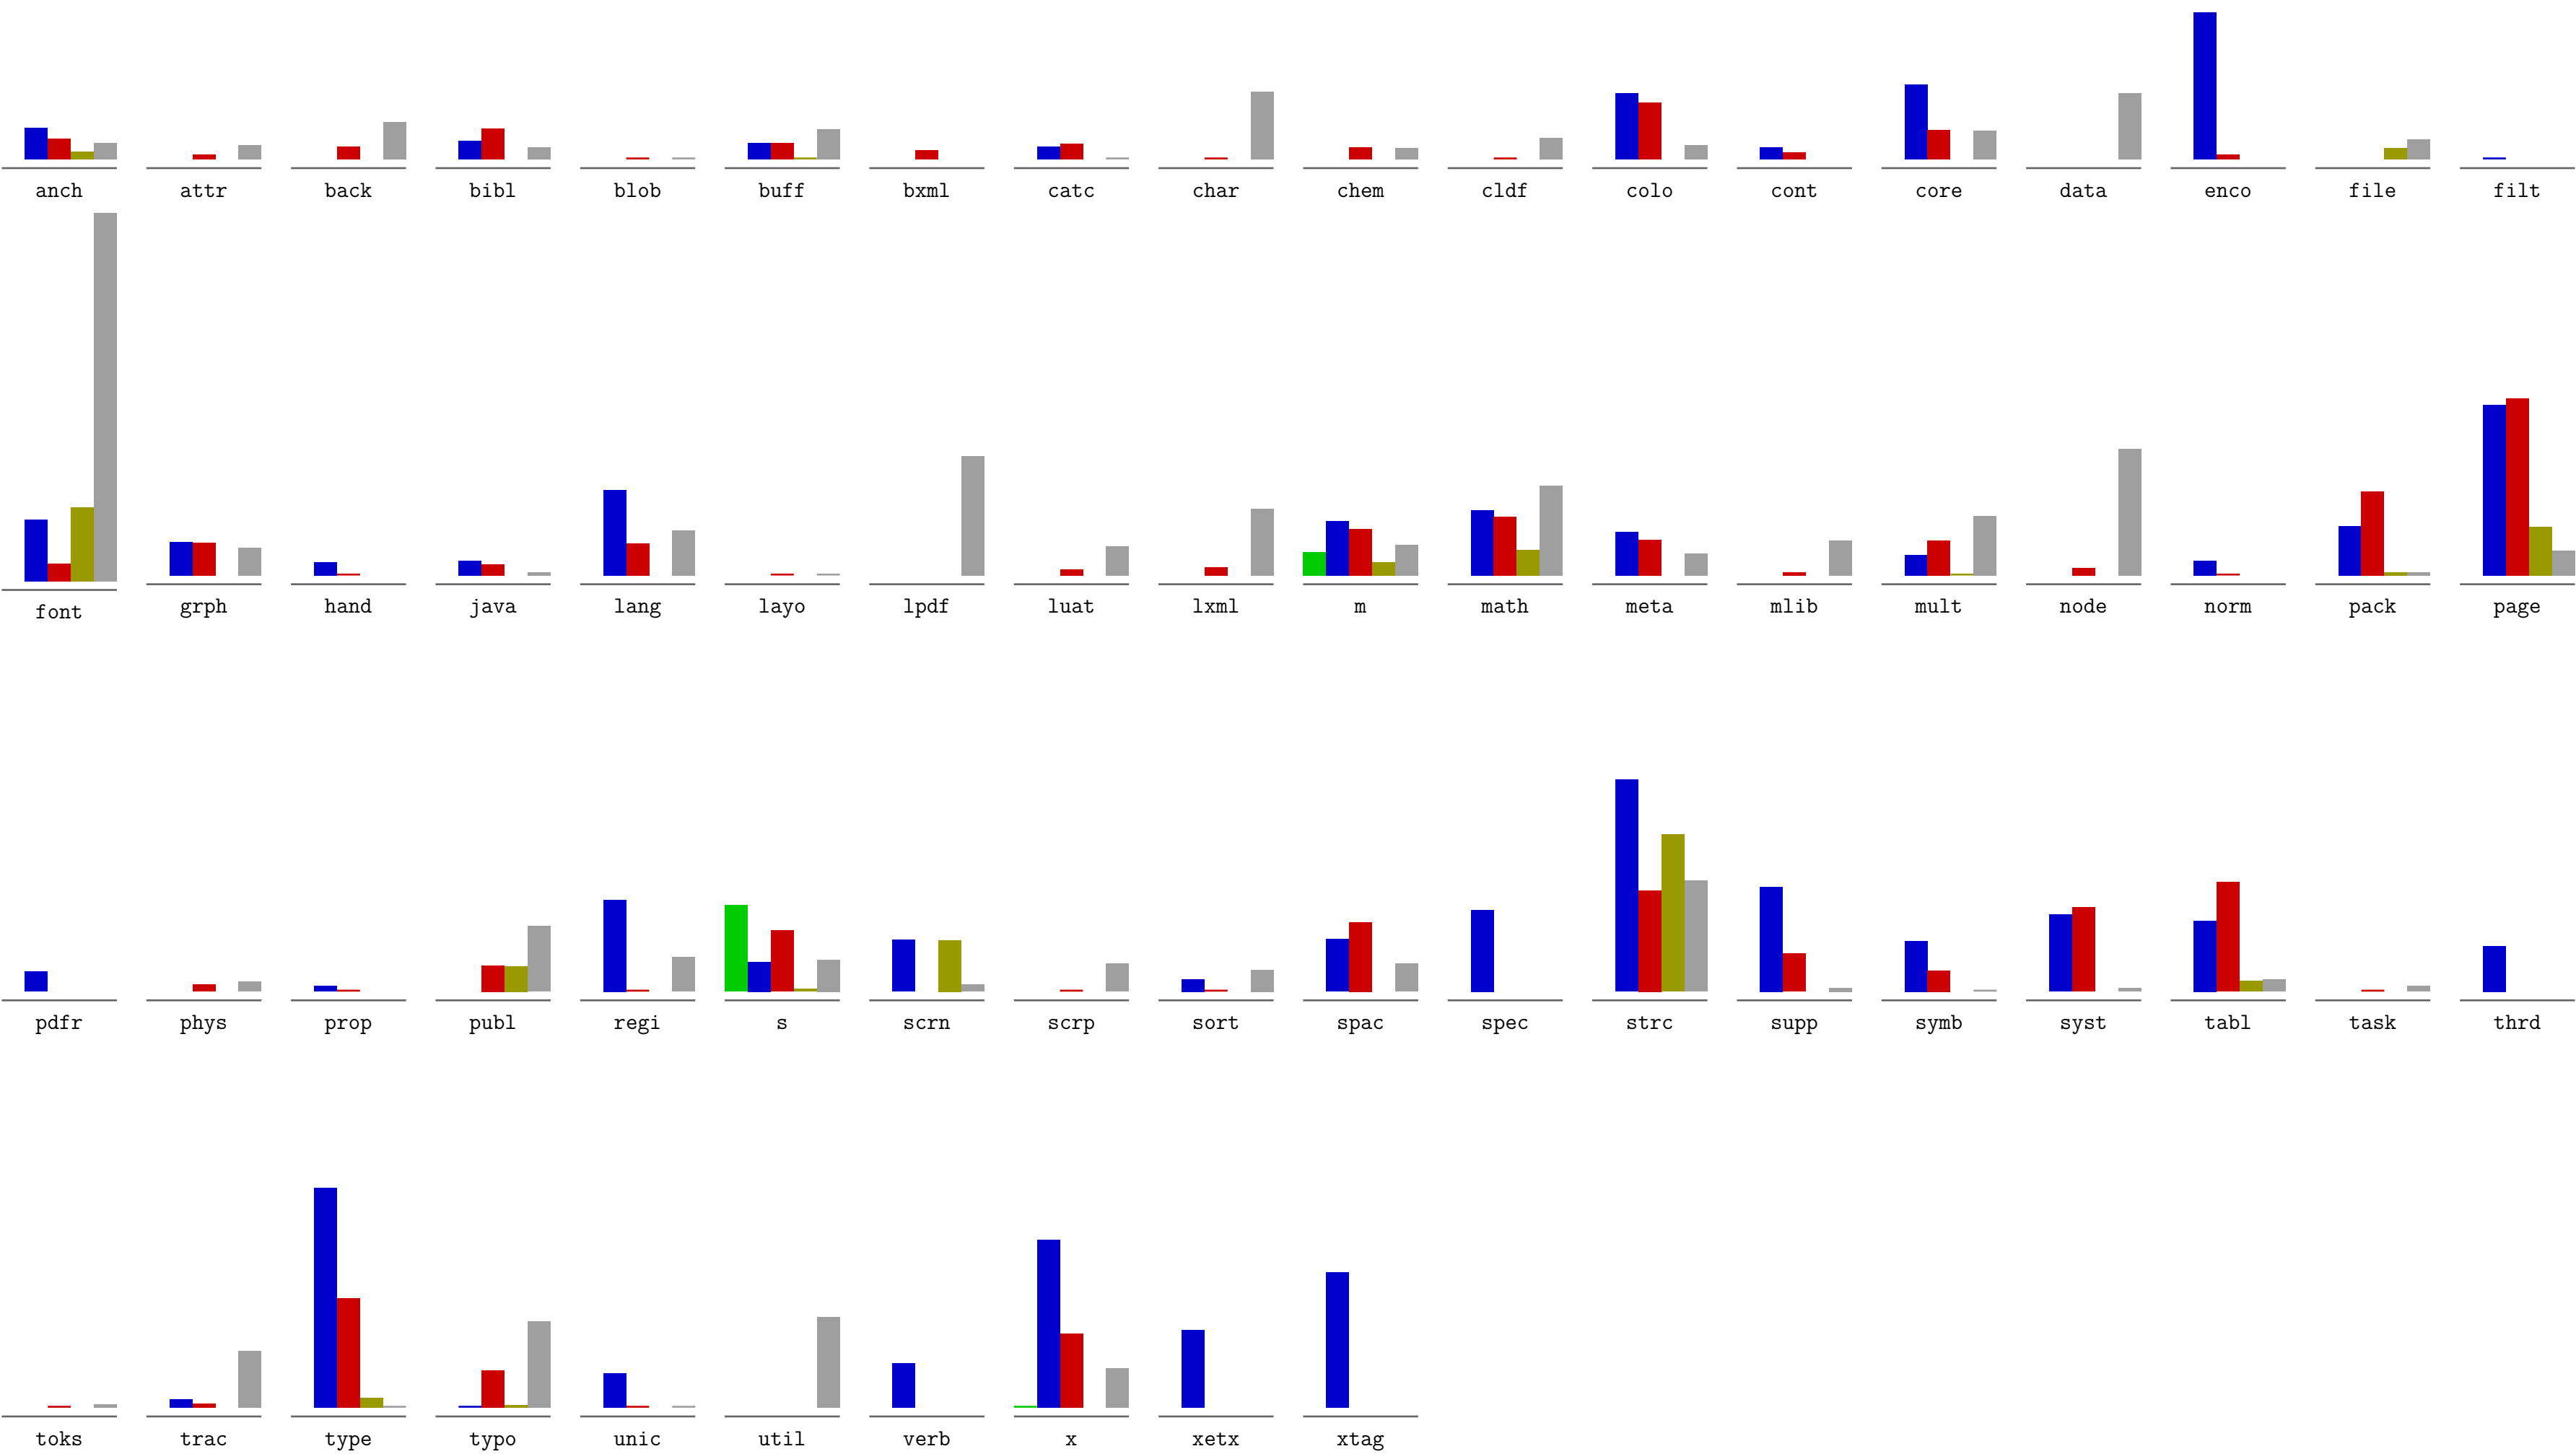 anch attr back bibl blob buff bxml catc char chem cldf colo cont core data enco file filt
font grph hand java lang layo lpdf luat lxml m math meta mlib mult node norm pack page
pdfr phys prop publ regi s scrn scrp sort spac spec strc supp symb syst tabl task thrd
toks trac type typo unic util verb x xetx xtag